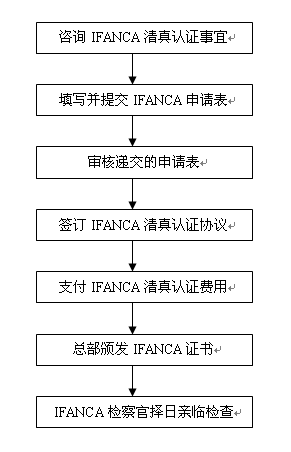 咨询 IFANCA 清真认证事宜↵
填写并提交 IFANCA 申请表↵
审核递交的申请表↵
签订 IFANCA 清真认证协议↵
支付 IFANCA 清真认证费用↵
总部颁发 IFANCA 证书↵
IFANCA 检察官择日亲临检查↵